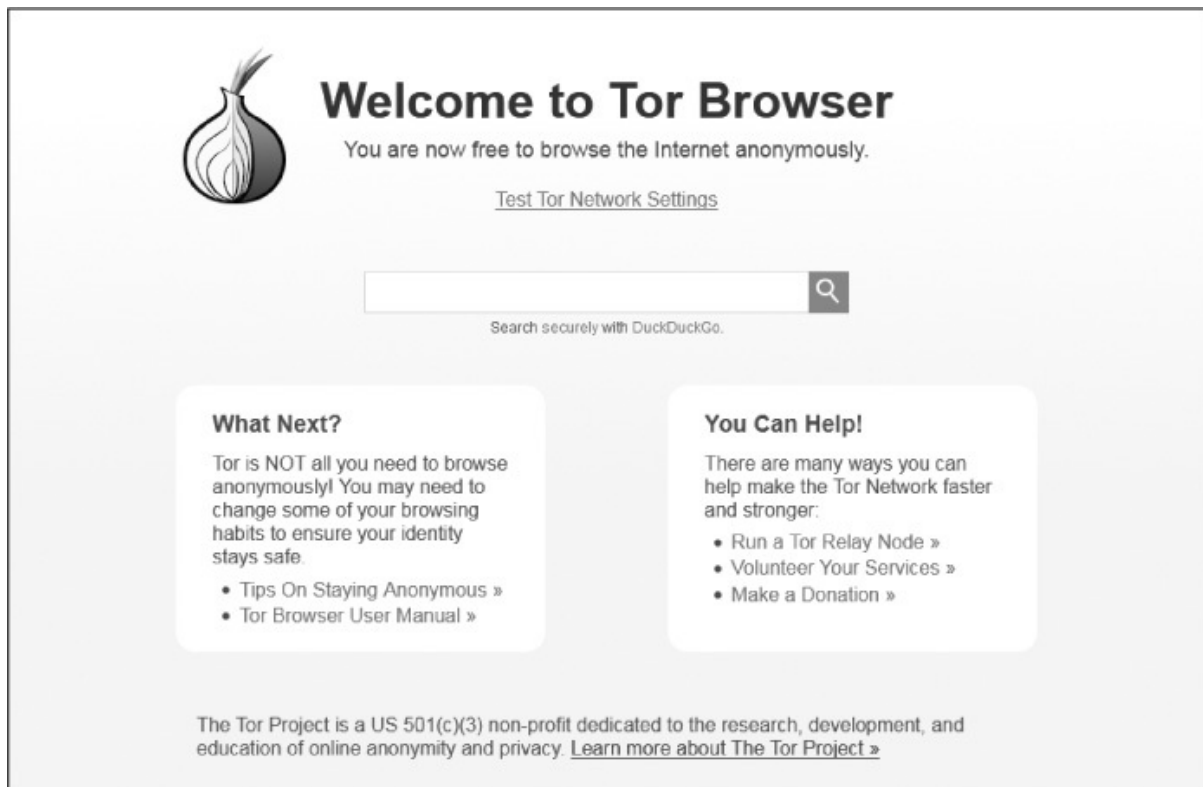 Welcome to Tor Browser
You are now free to browse the Internet anonymously.
Test Tor Network Settings
Search securely with DuckDuckGo.
What Next?
Tor is NOT all you need to browse
anonymously! You may need to
change some of your browsing
habits to ensure your identity
stays safe.
• Tips On Staying Anonymous »
• Tor Browser User Manual »
You Can Help!
There are many ways you can
help make the Tor Network faster
and stronger:
• Run a Tor Relay Node »
• Volunteer Your Services »
• Make a Donation »
The Tor Project is a US 501(c)(3) non-profit dedicated to the research, development, and
education of online anonymity and privacy. Learn more about The Tor Project »